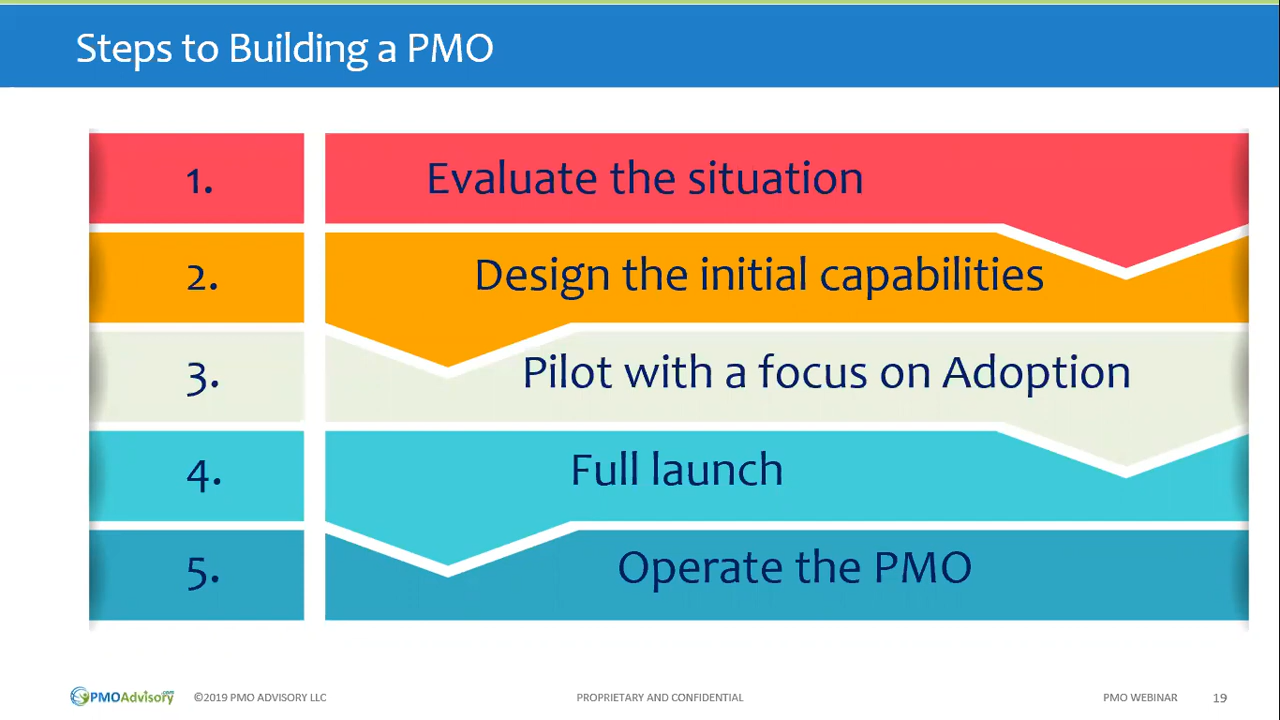 Steps to Building a PMO
1. Evaluate the situation
2. Design the initial capabilities
3. Pilot with a focus on Adoption
4. Full launch
5. Operate the PMO
PMOAdvisory.com ©2019 PMO ADVISORY LLC PROPRIETARY AND CONFIDENTIAL PMO WEBINAR 19